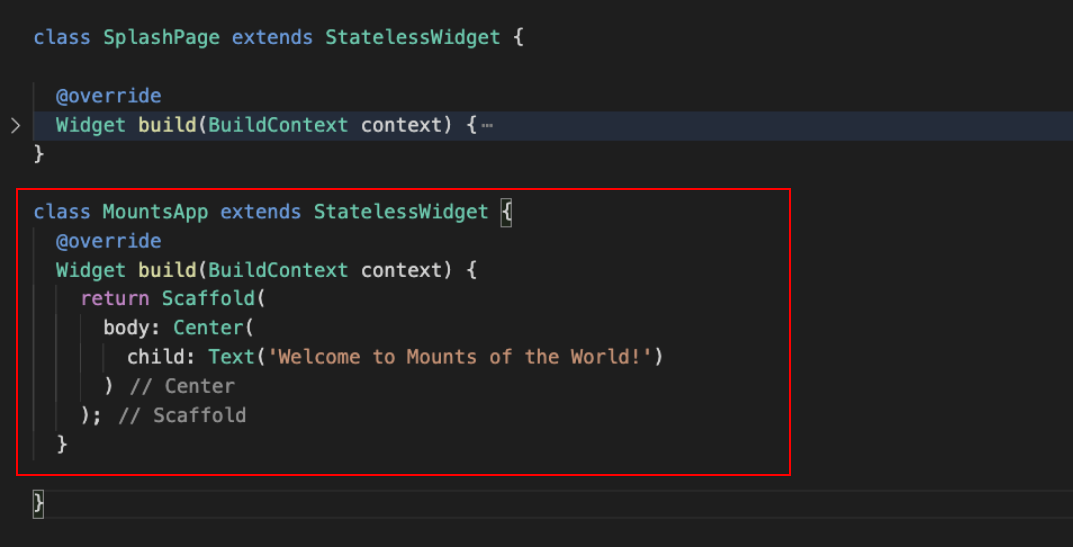 class SplashPage extends StatelessWidget {
@override
Widget build(BuildContext context) {⋯
}
class MountsApp extends StatelessWidget {
@override
Widget build(BuildContext context) {
return Scaffold(
body: Center(
child: Text('Welcome to Mounts of the World!')
) // Center
); // Scaffold
}
}